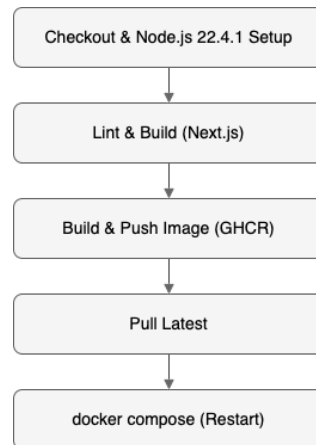 Checkout & Node.js 22.4.1 Setup
Lint & Build (Next.js)
Build & Push Image (GHCR)
Pull Latest
docker compose (Restart)